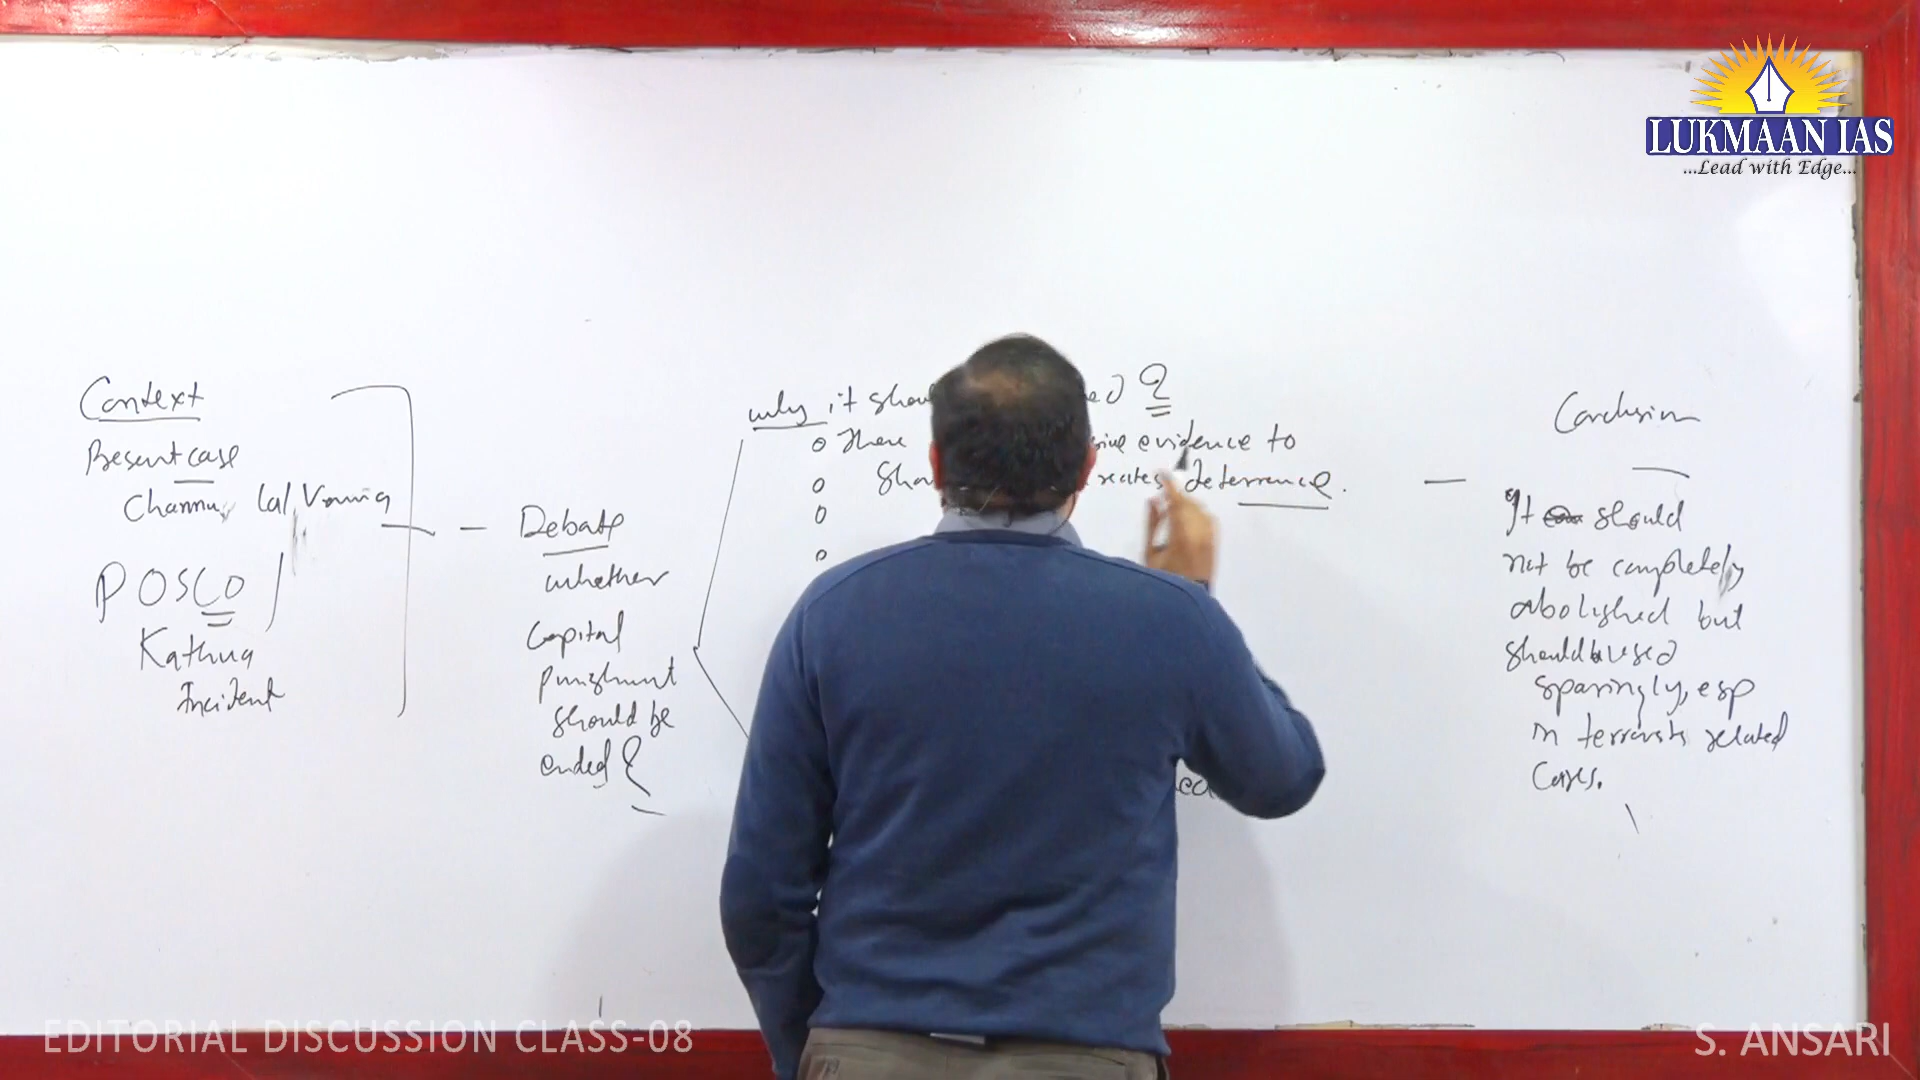 LUKMAAN IAS
...Lead with Edge...
Context
Present case
Channu Lal Verma
POSCO
Kathua
Incident
Debate
whether
Capital
punishment
should be
ended ?
why it ?
There evidence to
deterrence.
Conclusion
It should
not be completely
abolished but
should be used
sparingly, esp
in terrorists related
Cases.
EDITORIAL DISCUSSION CLASS-08
S. ANSARI